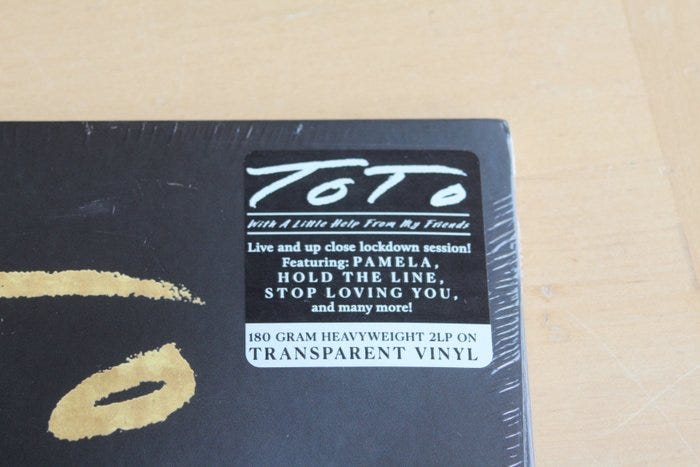 ToTo
With A Little Help From My Friends
Live and up close lockdown session!
Featuring: PAMELA,
HOLD THE LINE,
STOP LOVING YOU,
and many more!
180 GRAM HEAVYWEIGHT 2LP ON
TRANSPARENT VINYL